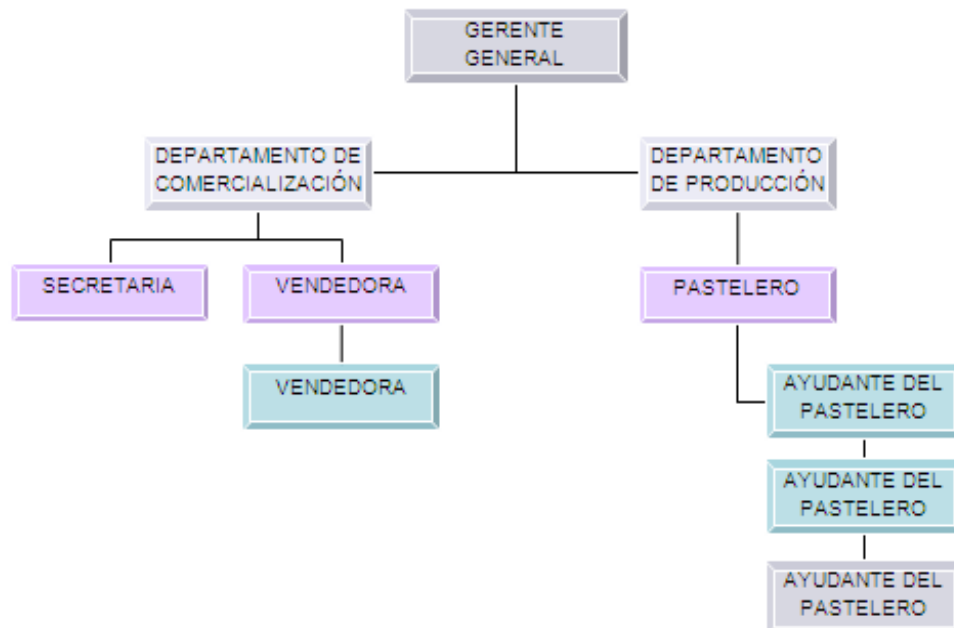 GERENTE
GENERAL
DEPARTAMENTO DE
COMERCIALIZACIÓN
DEPARTAMENTO
DE PRODUCCIÓN
SECRETARIA
VENDEDORA
PASTELERO
VENDEDORA
AYUDANTE DEL
PASTELERO
AYUDANTE DEL
PASTELERO
AYUDANTE DEL
PASTELERO